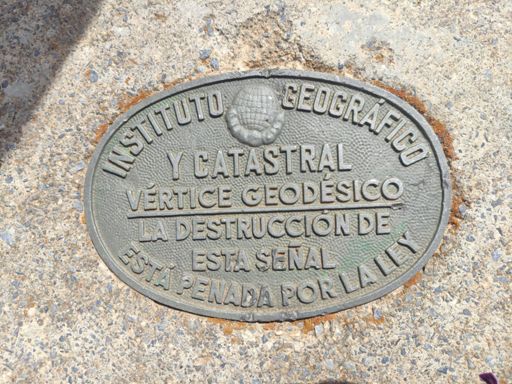 INSTITUTO GEOGRÁFICO
Y CATASTRAL
VÉRTICE GEODÉSICO
LA DESTRUCCIÓN DE
ESTA SEÑAL
ESTÁ PENADA POR LA LEY